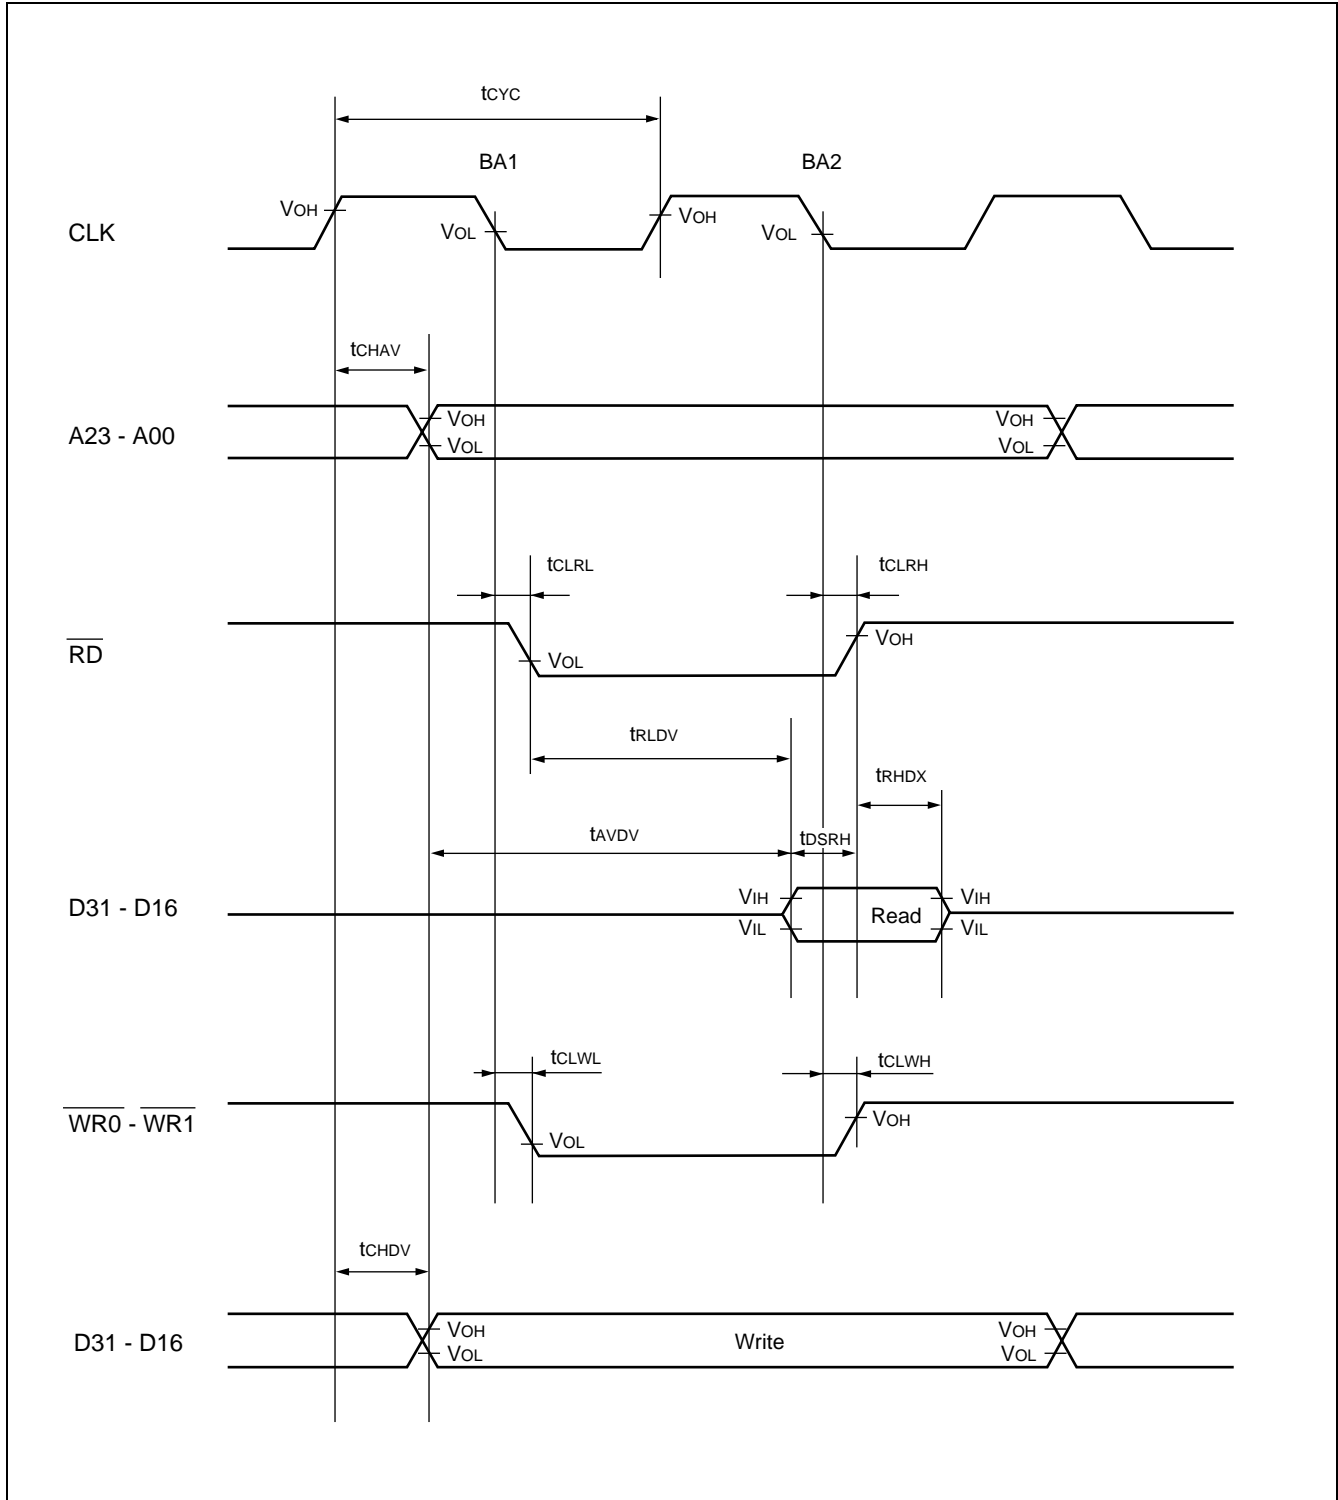 tCYC
BA1 BA2
CLK VOH VOL VOH VOL
tCHAV
A23 - A00 VOH VOH
VOL VOL
tCLRL tCLRH
RD VOL VOH
tRLDV
tRHDX
tAVDV tDSRH
D31 - D16 VIH Read VIH
VIL VIL
tCLWL tCLWH
WR0 - WR1 VOL VOH
tCHDV
D31 - D16 VOH Write VOH
VOL VOL